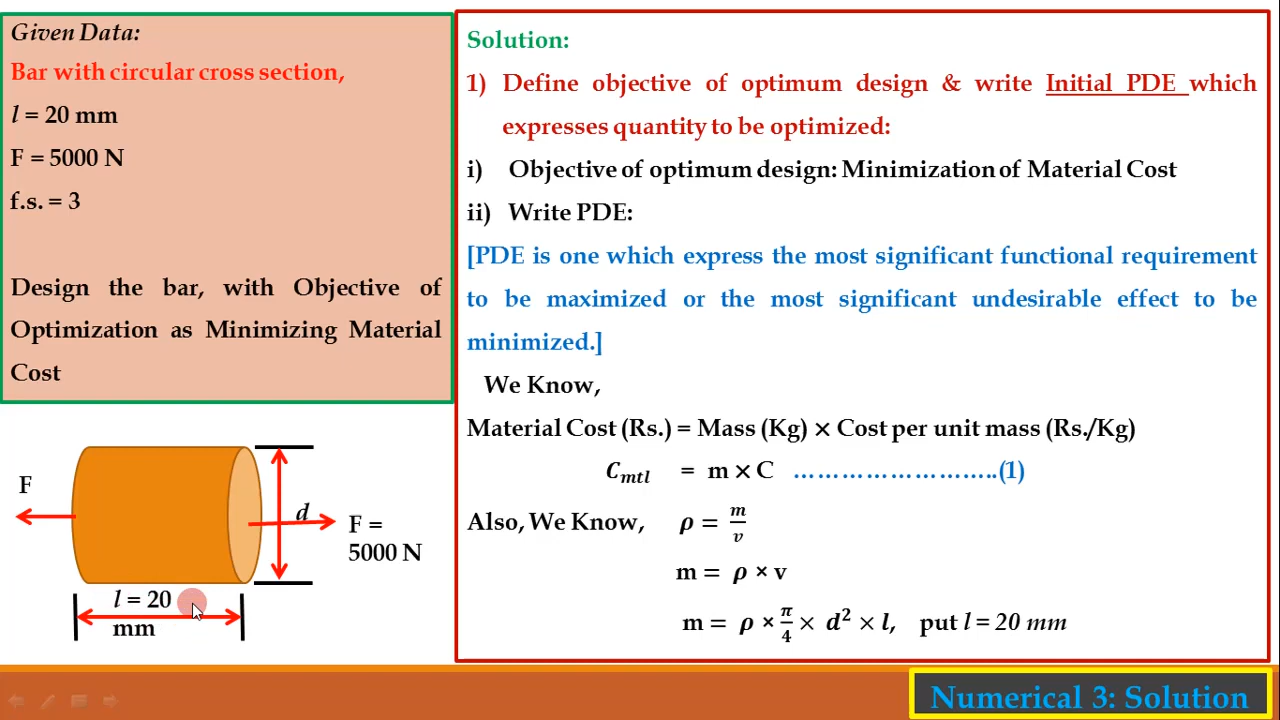 Given Data:
Bar with circular cross section,
l = 20 mm
F = 5000 N
f.s. = 3
Design the bar, with Objective of
Optimization as Minimizing Material
Cost
F
d
F =
5000 N
l = 20
mm
Solution:
1) Define objective of optimum design & write Initial PDE which
expresses quantity to be optimized:
i) Objective of optimum design: Minimization of Material Cost
ii) Write PDE:
[PDE is one which express the most significant functional requirement
to be maximized or the most significant undesirable effect to be
minimized.]
We Know,
Material Cost (Rs.) = Mass (Kg) × Cost per unit mass (Rs./Kg)
C_mtl = m × C ……………………..(1)
Also, We Know, ρ = m/v
m = ρ × v
m = ρ × π/4 × d² × l, put l = 20 mm
Numerical 3: Solution